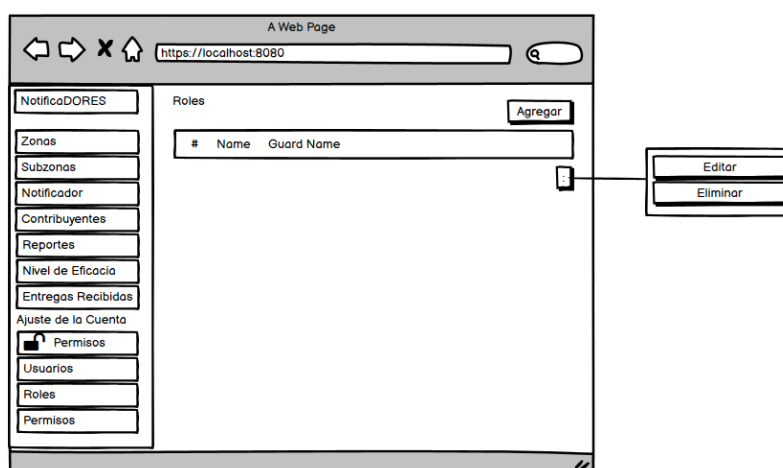 A Web Page
https://localhost:8080
NotificaDORES
Zonas
Subzonas
Notificador
Contribuyentes
Reportes
Nivel de Eficacia
Entregas Recibidas
Ajuste de la Cuenta
Permisos
Usuarios
Roles
Permisos
Roles
Agregar
# Name Guard Name
:
Editar
Eliminar